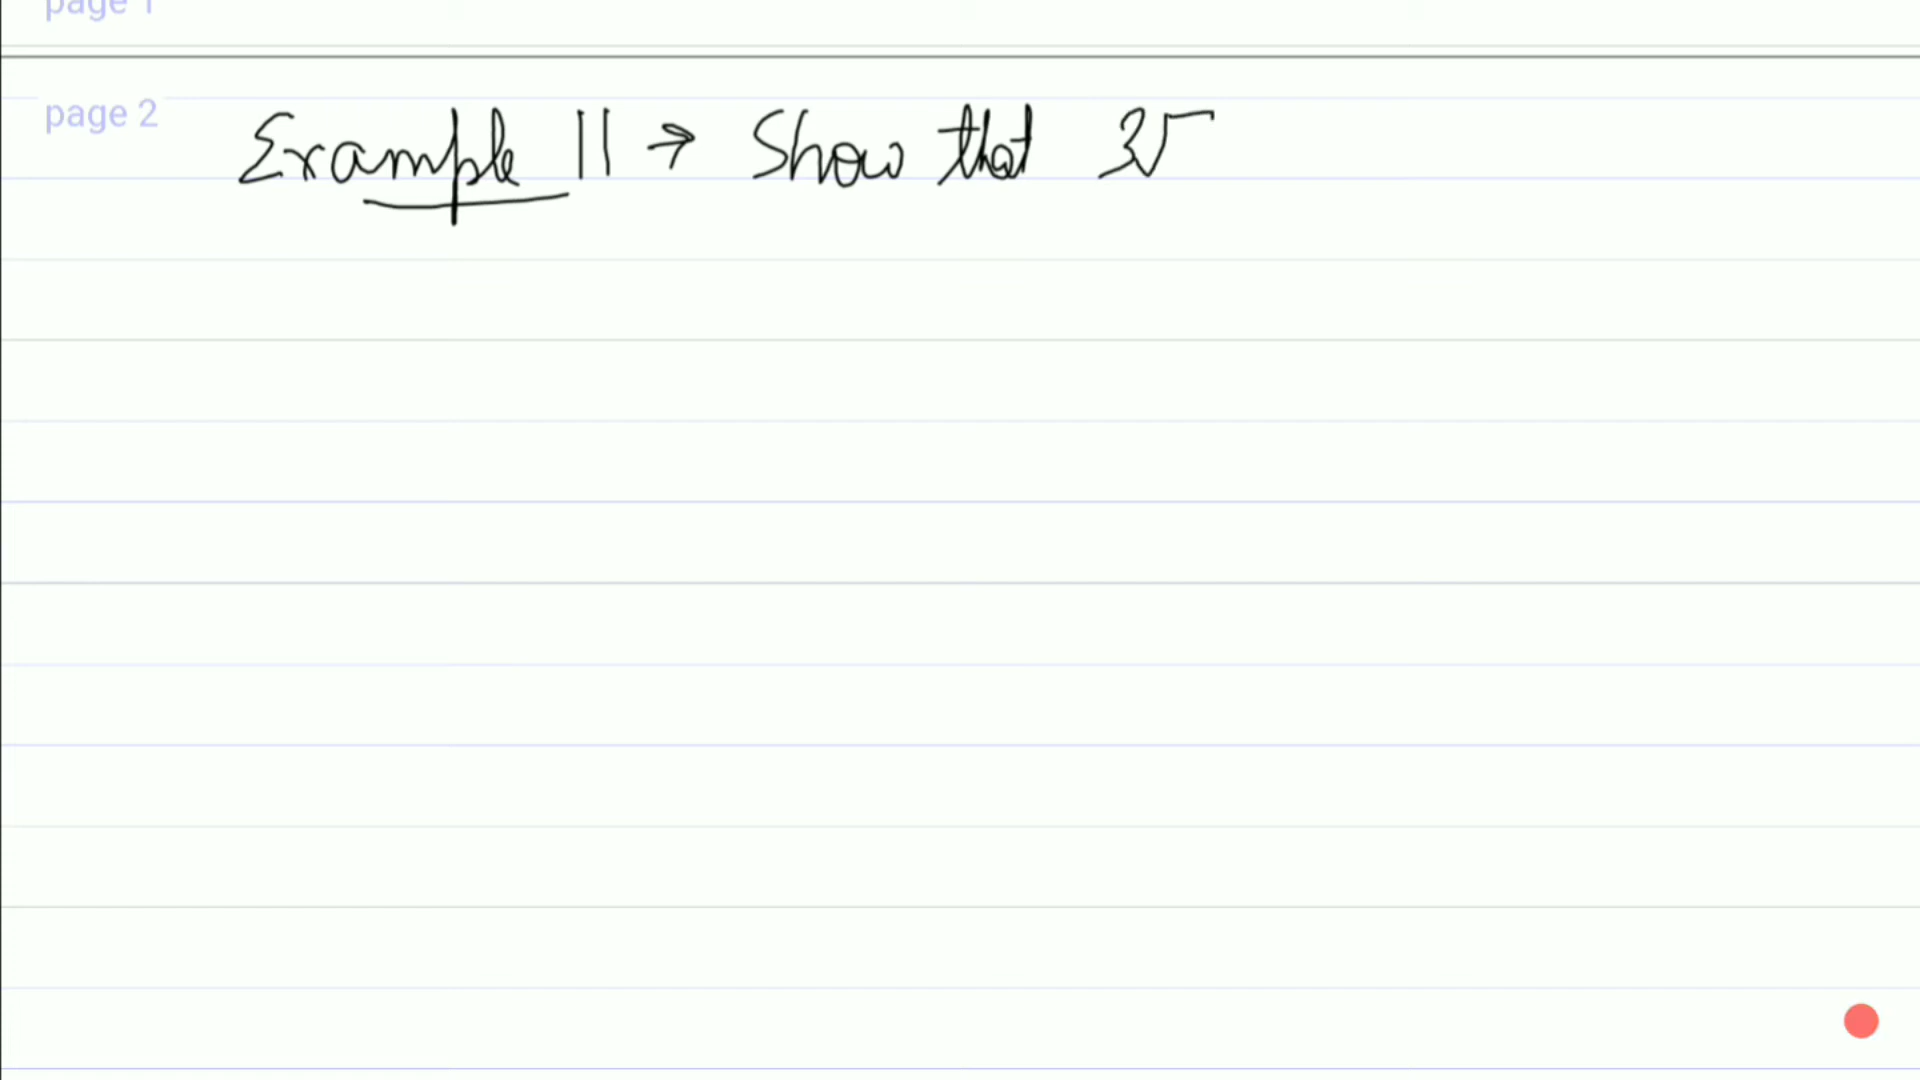 page 1
page 2
Example 11 → Show that 3√